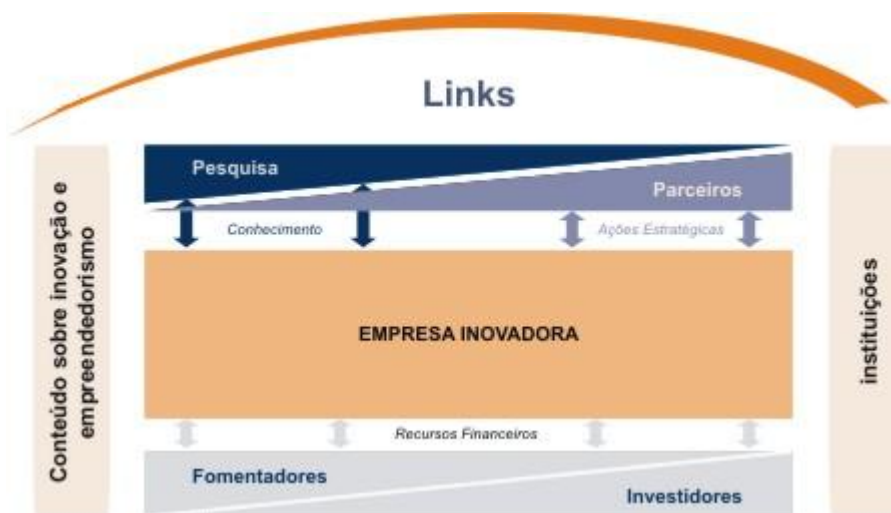 Links
Conteúdo sobre inovação e
empreendedorismo
Pesquisa
Parceiros
Conhecimento
Ações Estratégicas
EMPRESA INOVADORA
Recursos Financeiros
Fomentadores
Investidores
instituições